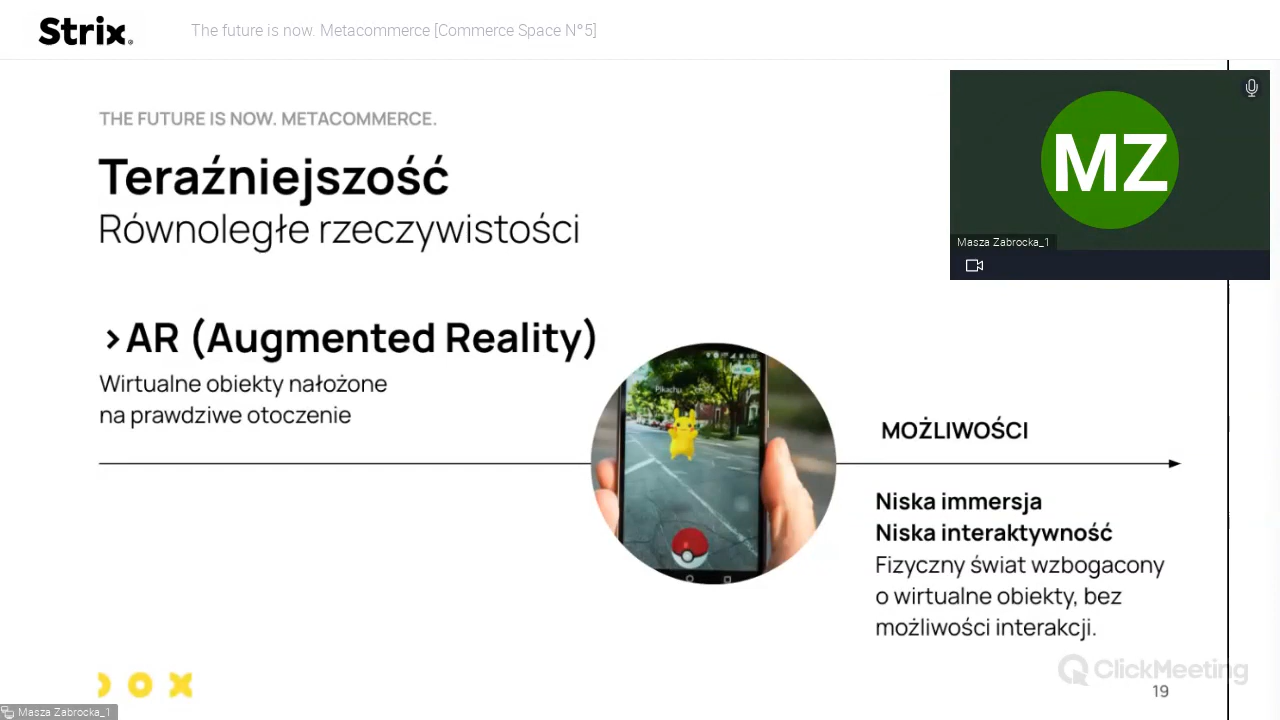 Strix®
The future is now. Metacommerce [Commerce Space N°5]
THE FUTURE IS NOW. METACOMMERCE.
Teraźniejszość
Równoległe rzeczywistości
MZ
Masza Zabrocka_1
>AR (Augmented Reality)
Wirtualne obiekty nałożone
na prawdziwe otoczenie
Pikachu
MOŻLIWOŚCI
Niska immersja
Niska interaktywność
Fizyczny świat wzbogacony
o wirtualne obiekty, bez
możliwości interakcji.
ClickMeeting
19
Masza Zabrocka_1